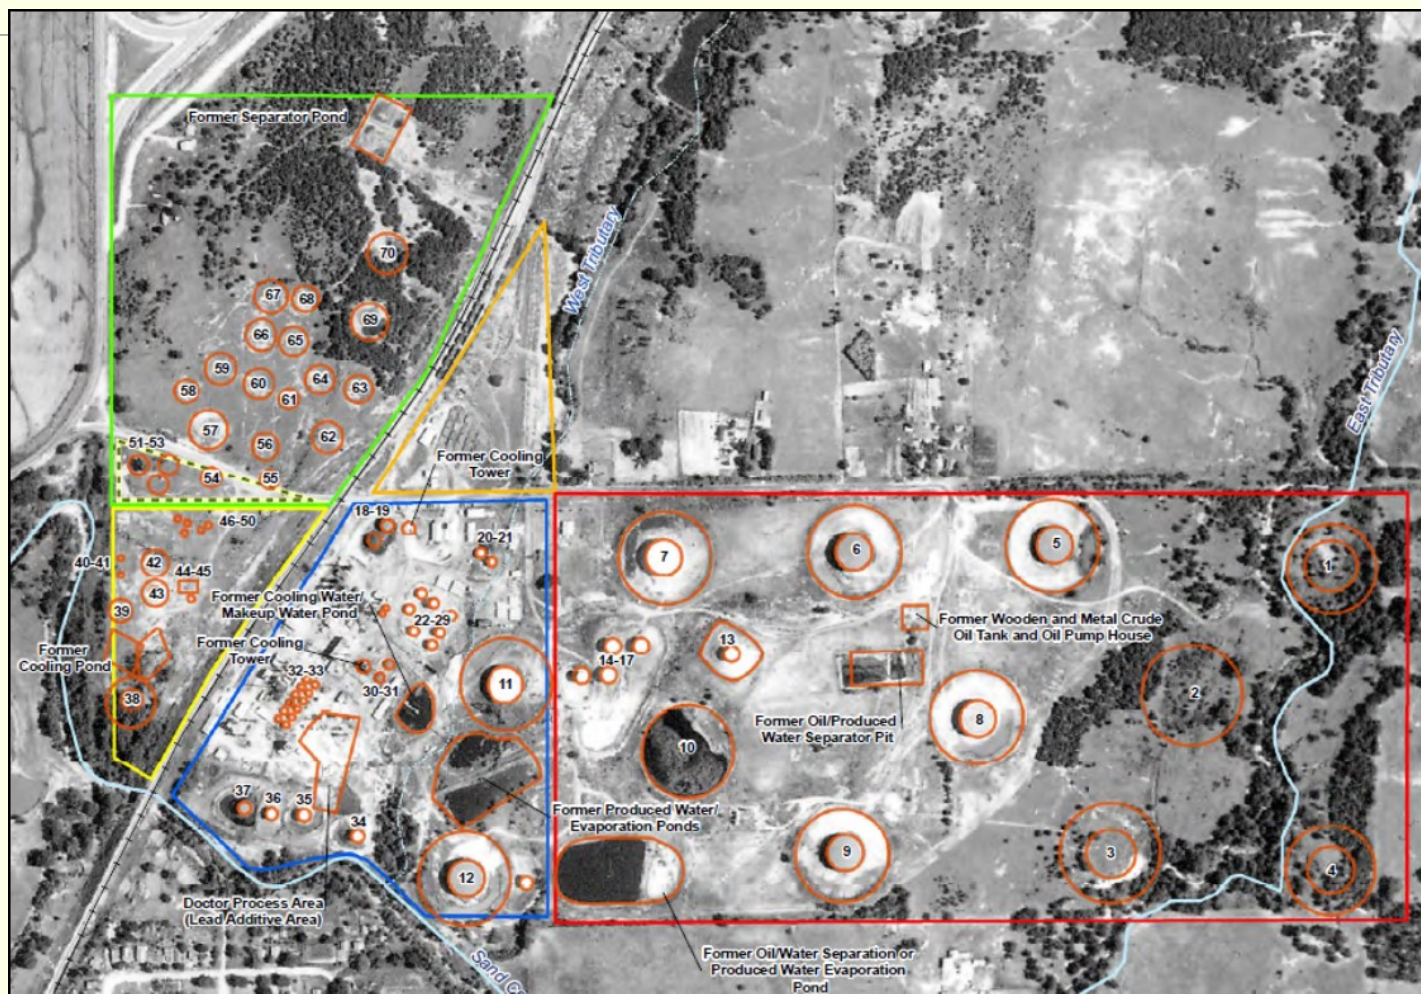 Former Separator Pond
70
67
68
69
66
65
59
60
64
63
58
61
57
56
62
51-53
54
55
West Tributary
East Tributary
Former Cooling
Tower
18-19
46-50
20-21
40-41
42
44-45
43
39
Former Cooling Water/
Makeup Water Pond
22-29
Former
Cooling Pond
Former Cooling
Tower
32-33
30-31
38
11
7
6
5
1
13
14-17
Former Wooden and Metal Crude
Oil Tank and Oil Pump House
2
8
Former Oil/Produced
Water Separator Pit
10
37
36
35
34
Former Produced Water/
Evaporation Ponds
12
9
3
4
Doctor Process Area
(Lead Additive Area)
Former Oil/Water Separation or
Produced Water Evaporation
Pond
Sand